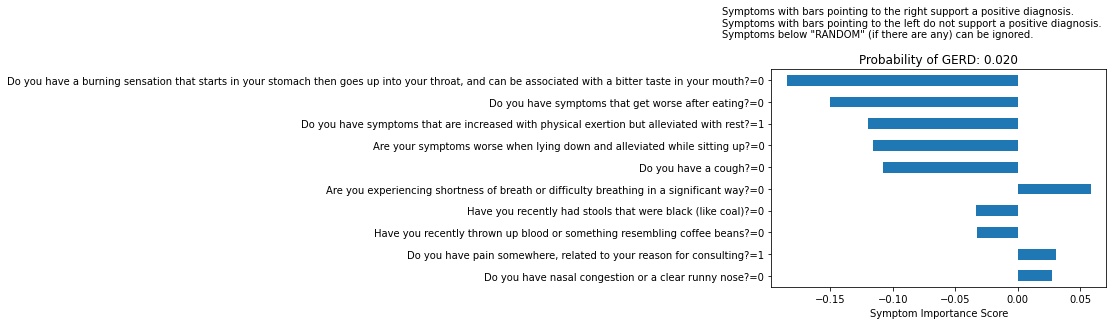 Symptoms with bars pointing to the right support a positive diagnosis.
Symptoms with bars pointing to the left do not support a positive diagnosis.
Symptoms below "RANDOM" (if there are any) can be ignored.
Probability of GERD: 0.020
Do you have a burning sensation that starts in your stomach then goes up into your throat, and can be associated with a bitter taste in your mouth?=0
Do you have symptoms that get worse after eating?=0
Do you have symptoms that are increased with physical exertion but alleviated with rest?=1
Are your symptoms worse when lying down and alleviated while sitting up?=0
Do you have a cough?=0
Are you experiencing shortness of breath or difficulty breathing in a significant way?=0
Have you recently had stools that were black (like coal)?=0
Have you recently thrown up blood or something resembling coffee beans?=0
Do you have pain somewhere, related to your reason for consulting?=1
Do you have nasal congestion or a clear runny nose?=0
−0.15 −0.10 −0.05 0.00 0.05
Symptom Importance Score